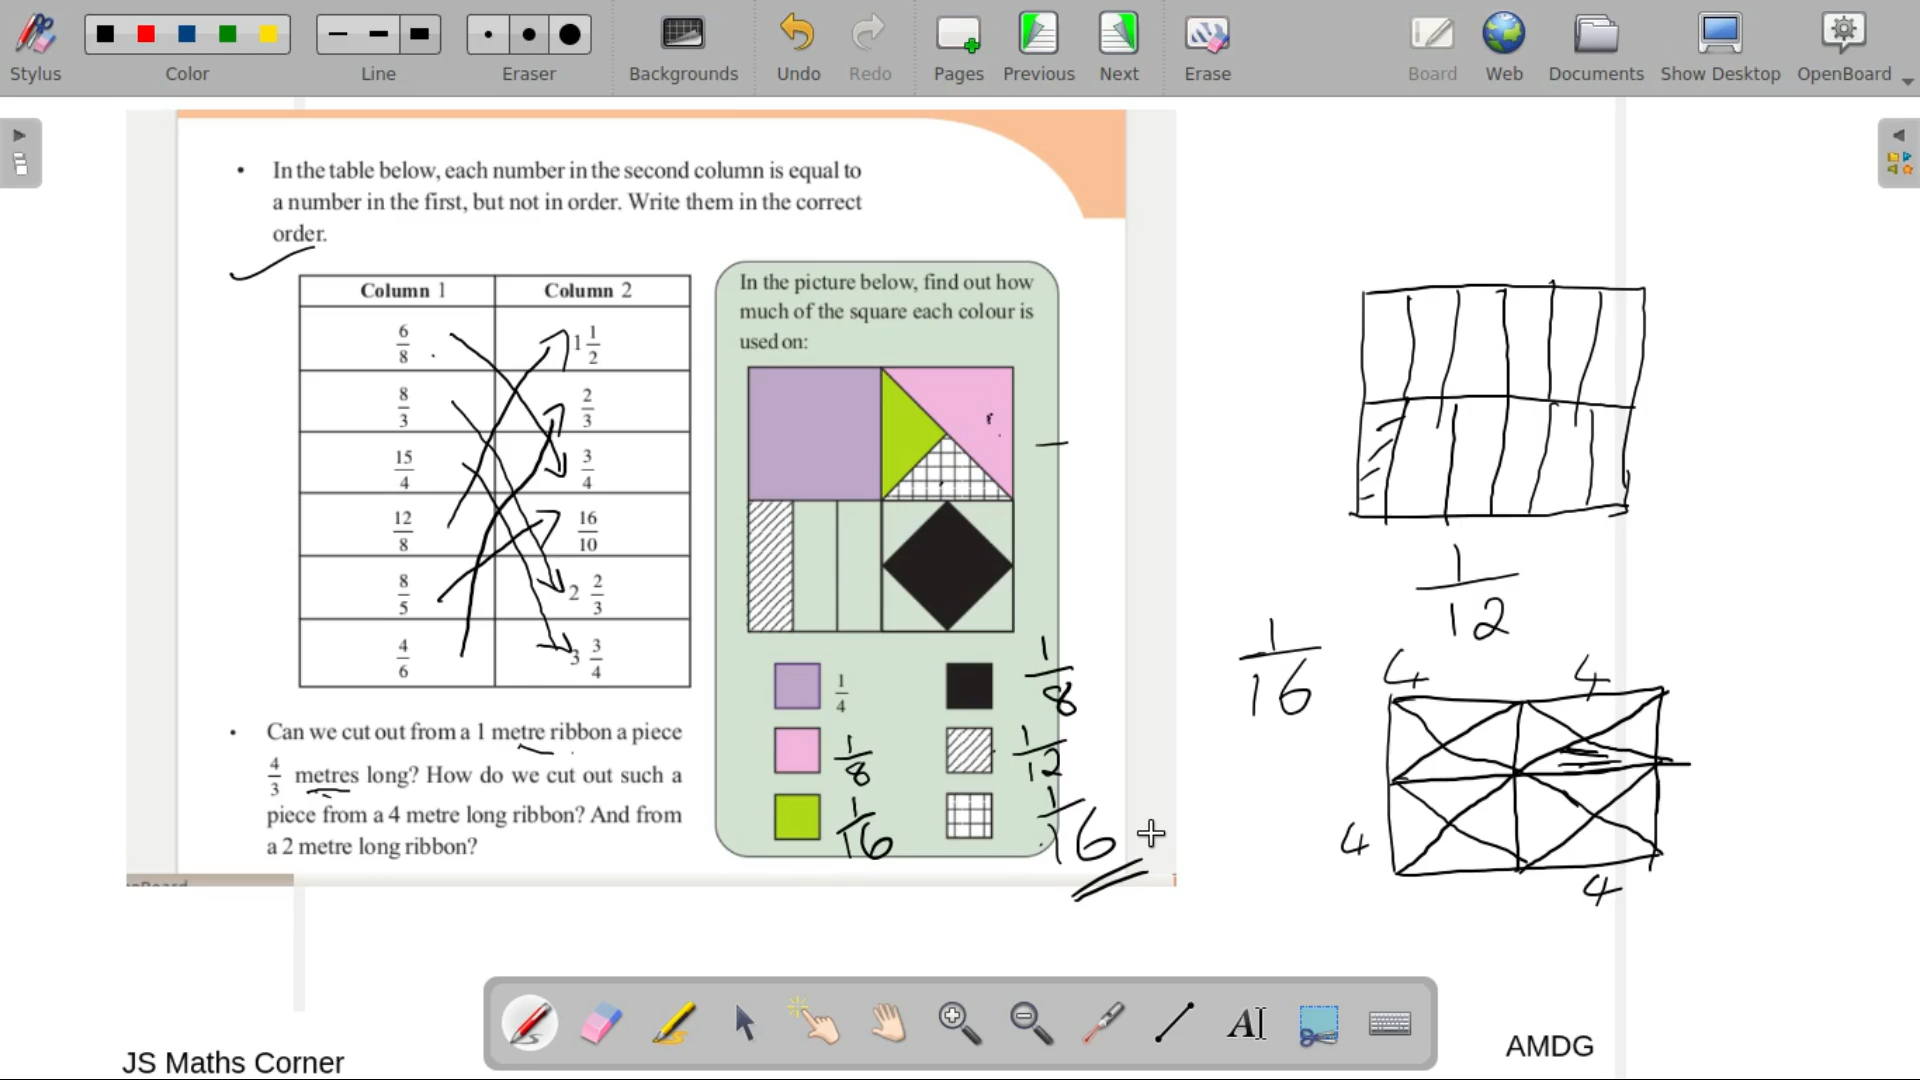 Stylus
Color
Line
Eraser
Backgrounds
Undo
Redo
Pages
Previous
Next
Erase
Board
Web
Documents
Show Desktop
OpenBoard
• In the table below, each number in the second column is equal to
a number in the first, but not in order. Write them in the correct
order.
Column 1 Column 2
6/8 1 1/2
8/3 2/3
15/4 3/4
12/8 16/10
8/5 2 2/3
4/6 3 3/4
• Can we cut out from a 1 metre ribbon a piece
4/3 metres long? How do we cut out such a
piece from a 4 metre long ribbon? And from
a 2 metre long ribbon?
In the picture below, find out how
much of the square each colour is
used on:
1/4 1/8
1/8 1/12
1/16 1/16
1/12
1/16
4 4
4
4
JS Maths Corner
AMDG